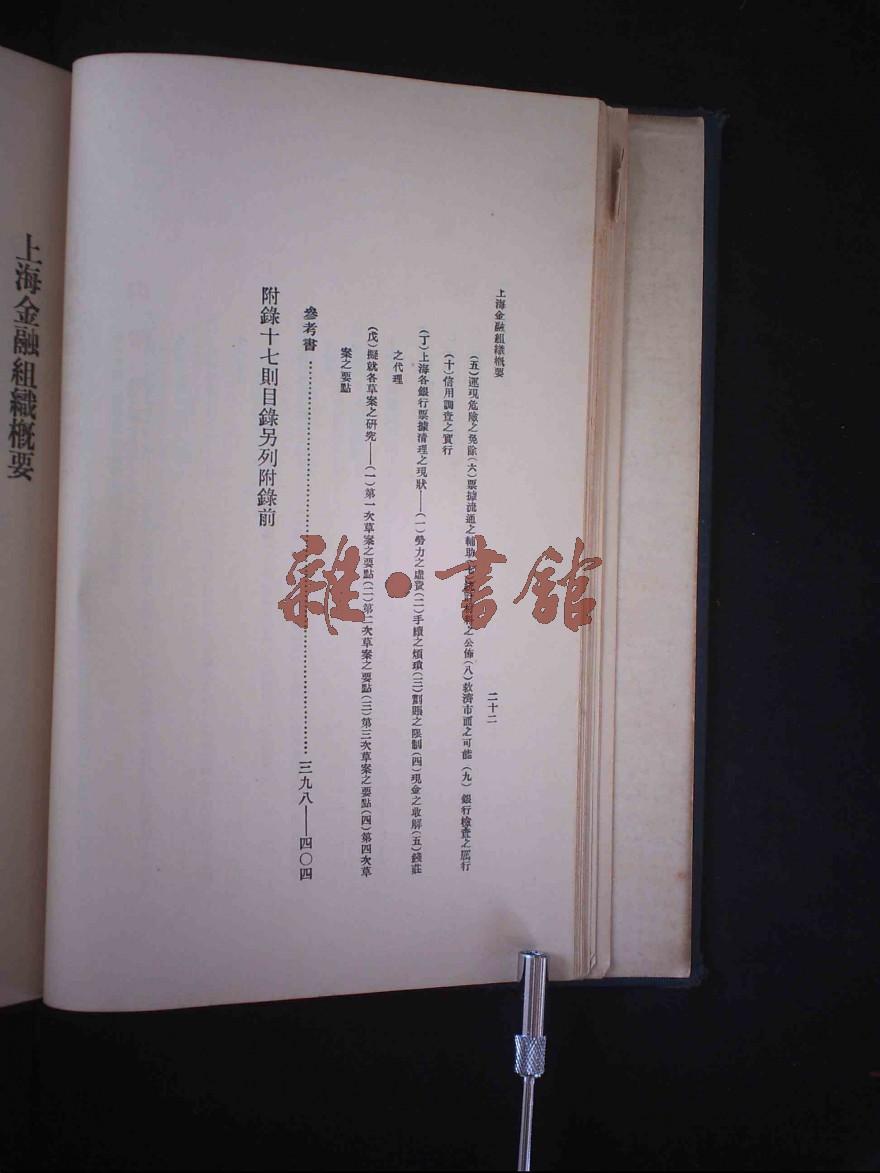 上海金融組織概要
二十二
(五)運現危險之免除(六)票據流通之輔助(七)之公佈(八)救濟市面之可能(九)銀行檢查之厲行
(十)信用調查之實行
(丁)上海各銀行票據清理之現狀——(一)勞力之虛費(二)手續之煩瑣(三)劃賬之限制(四)現金之收解(五)錢莊
之代理
(戊)擬就各草案之研究——(一)第一次草案之要點(二)第二次草案之要點(三)第三次草案之要點(四)第四次草
案之要點
參考書……三九八——四〇四
附錄十七則目錄另列附錄前
上海金融組織概要
雜·書館